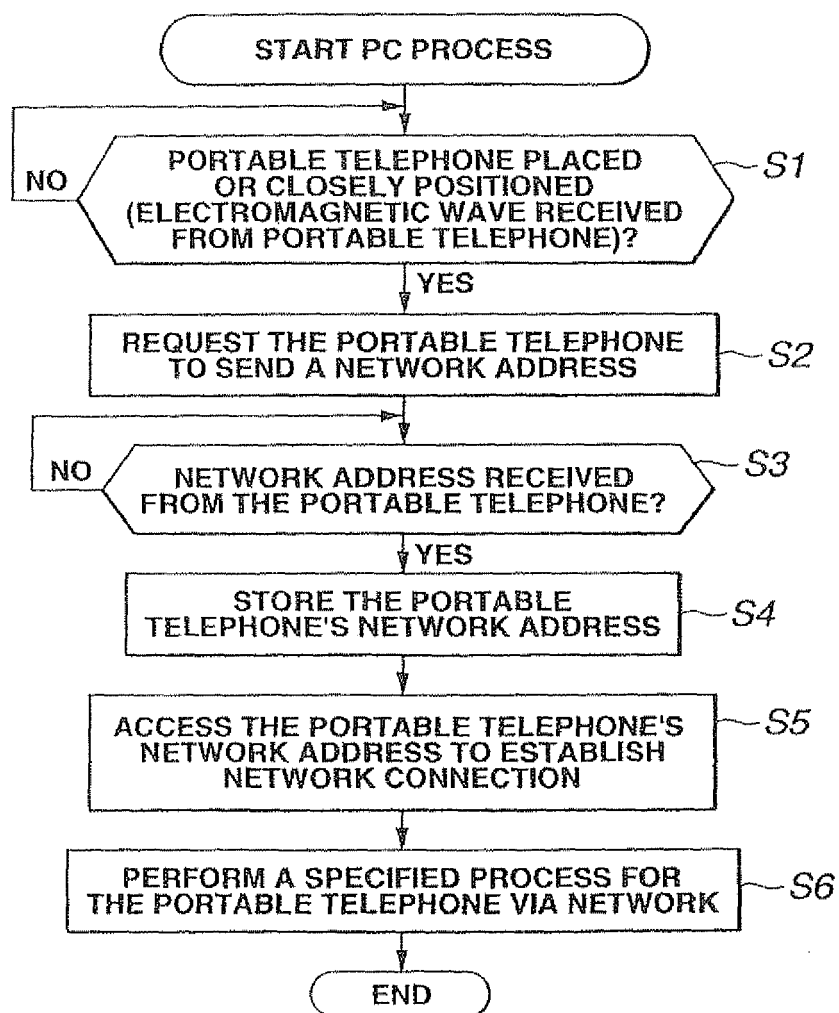 START PC PROCESS
PORTABLE TELEPHONE PLACED
OR CLOSELY POSITIONED
(ELECTROMAGNETIC WAVE RECEIVED
FROM PORTABLE TELEPHONE)?
S1
NO
YES
REQUEST THE PORTABLE TELEPHONE
TO SEND A NETWORK ADDRESS
S2
NETWORK ADDRESS RECEIVED
FROM THE PORTABLE TELEPHONE?
S3
NO
YES
STORE THE PORTABLE
TELEPHONE'S NETWORK ADDRESS
S4
ACCESS THE PORTABLE TELEPHONE'S
NETWORK ADDRESS TO ESTABLISH
NETWORK CONNECTION
S5
PERFORM A SPECIFIED PROCESS FOR
THE PORTABLE TELEPHONE VIA NETWORK
S6
END